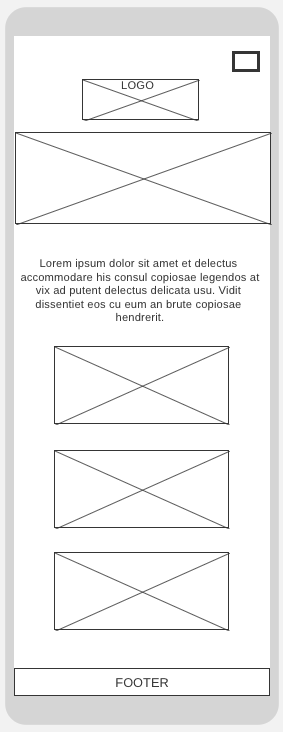 LOGO
Lorem ipsum dolor sit amet et delectus
accommodare his consul copiosae legendos at
vix ad putent delectus delicata usu. Vidit
dissentiet eos cu eum an brute copiosae
hendrerit.
FOOTER